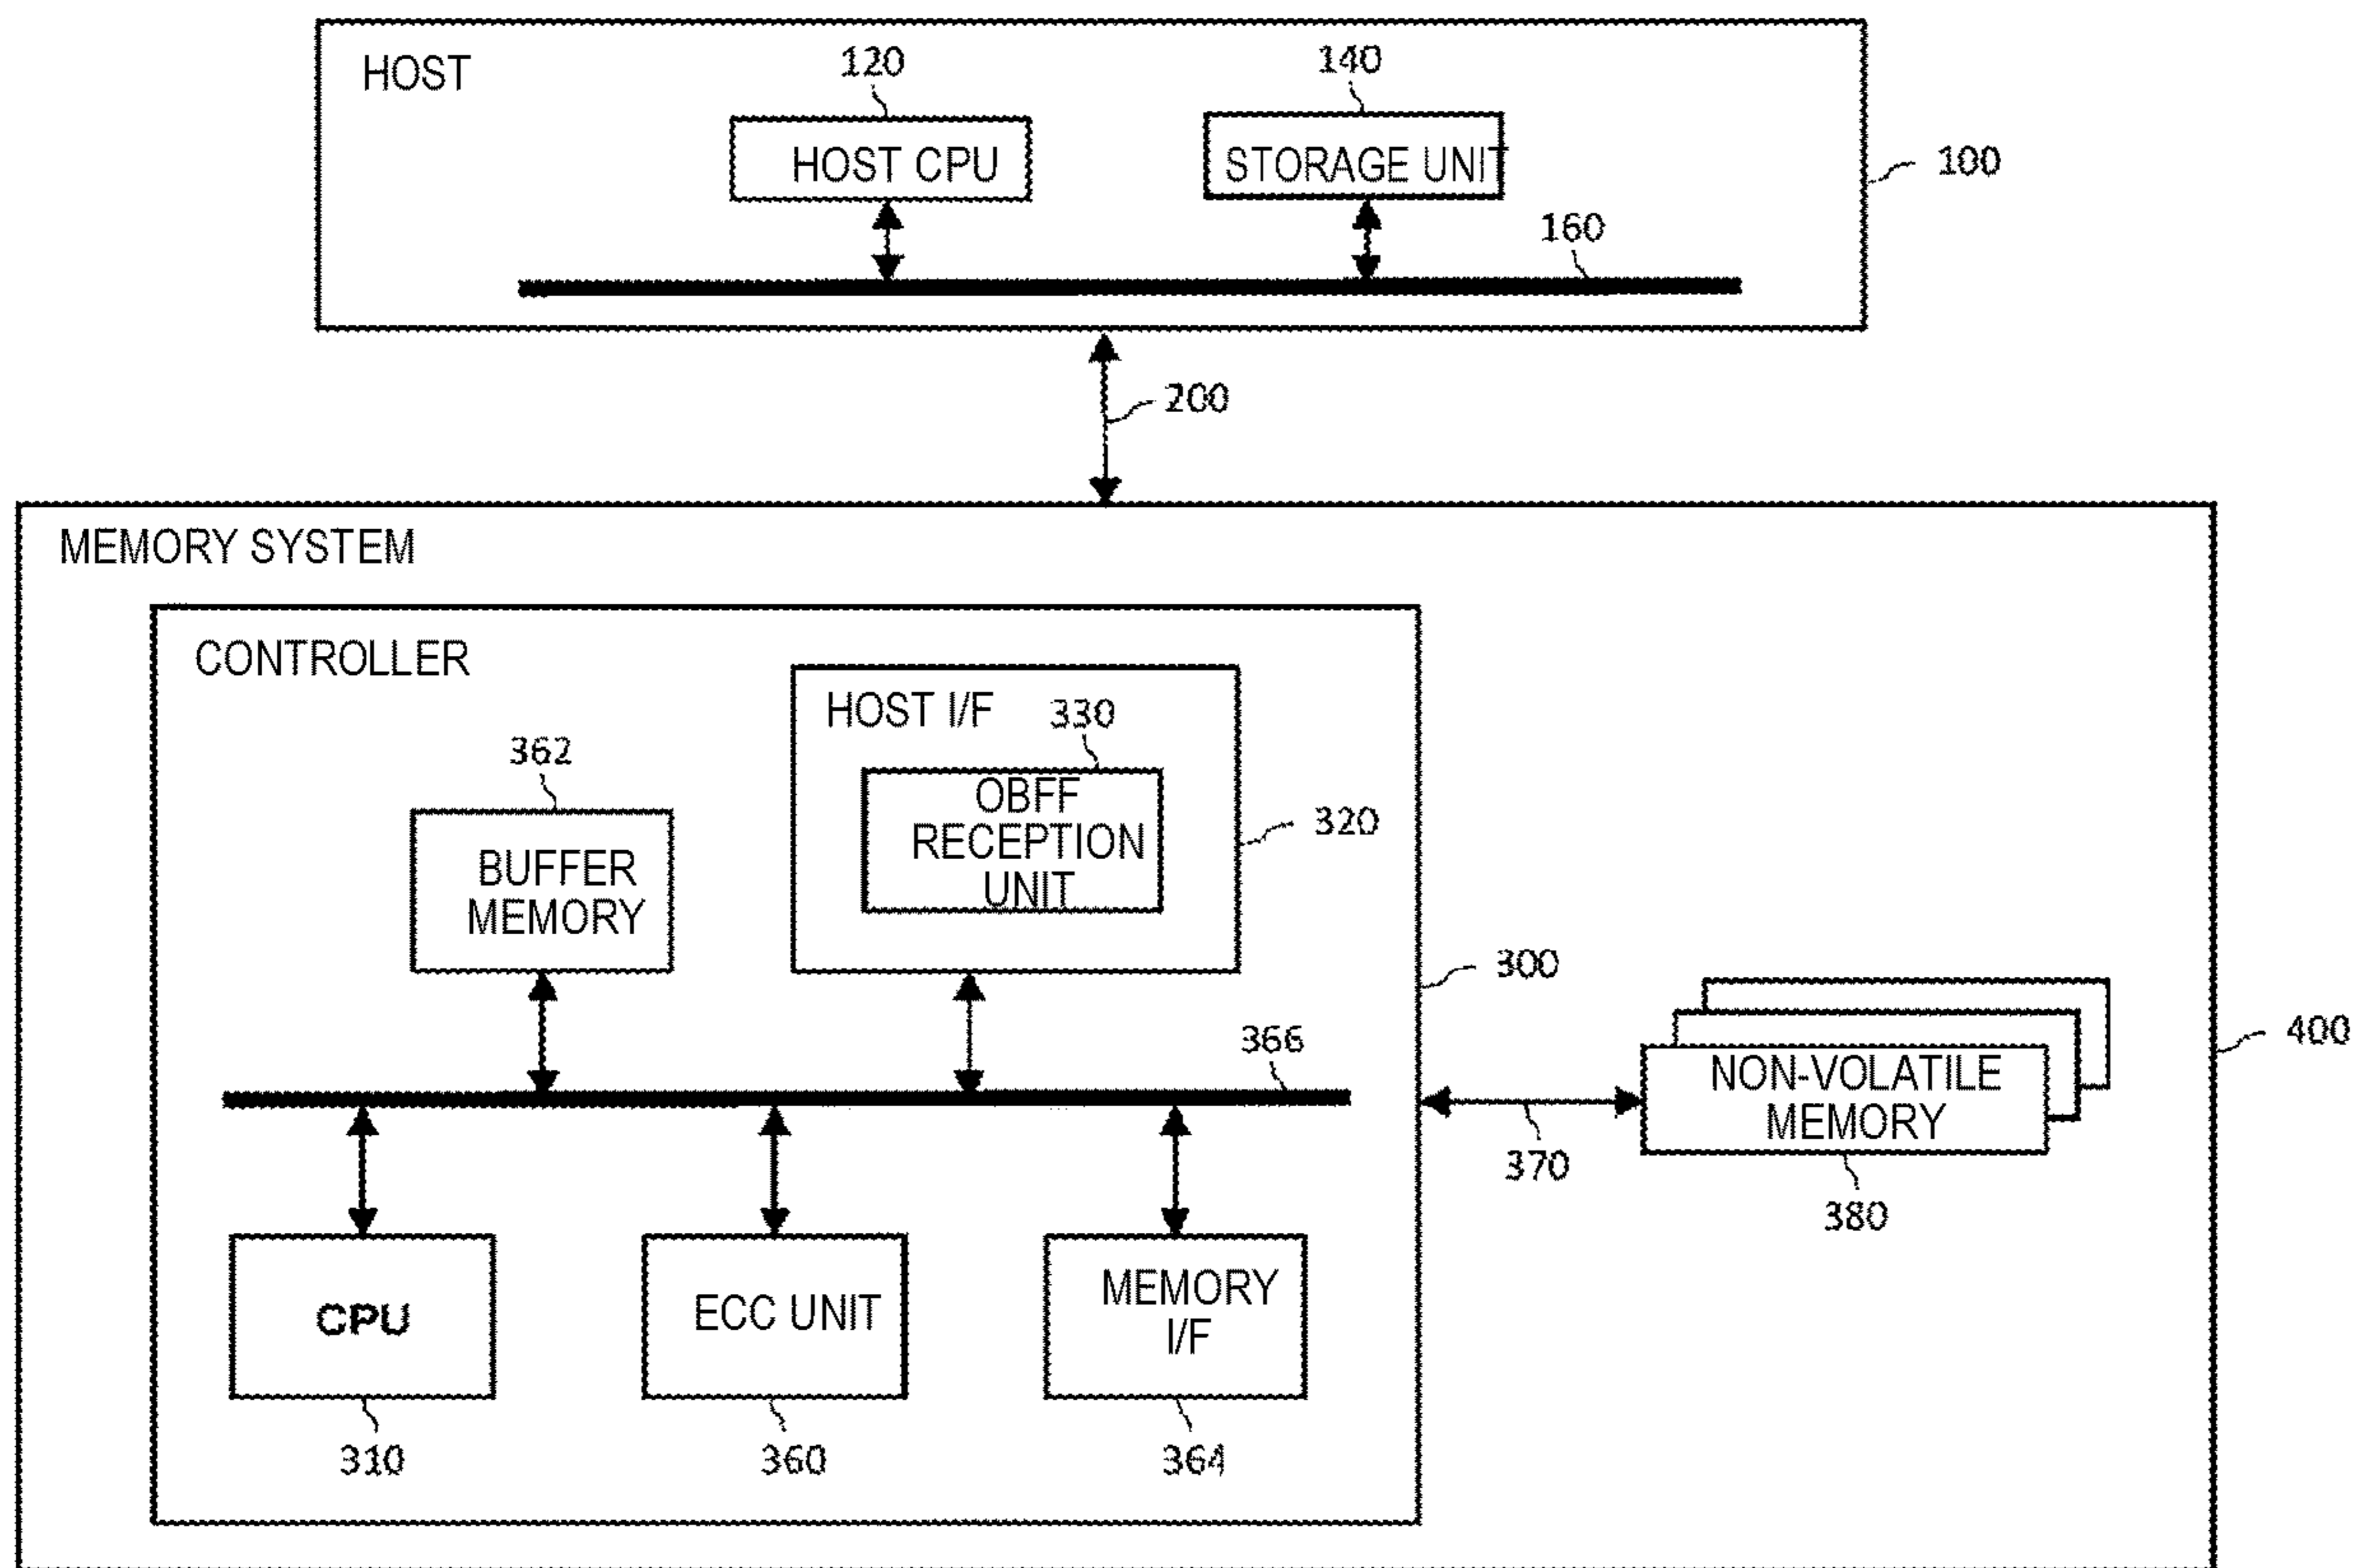 HOST
120
140
HOST CPU
STORAGE UNIT
100
160
200
MEMORY SYSTEM
CONTROLLER
HOST I/F
330
362
OBFF
RECEPTION
UNIT
320
BUFFER
MEMORY
300
366
400
NON-VOLATILE
MEMORY
370
380
CPU
ECC UNIT
MEMORY
I/F
310
360
364